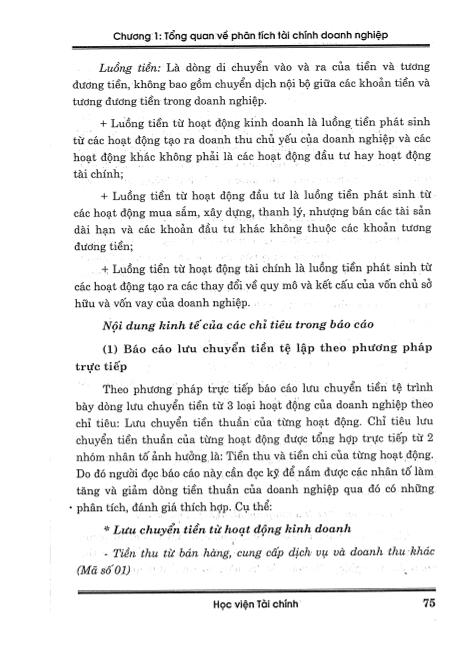 Chương 1: Tổng quan về phân tích tài chính doanh nghiệp
Luồng tiền: Là dòng di chuyển vào và ra của tiền và tương
đương tiền, không bao gồm chuyển dịch nội bộ giữa các khoản tiền và
tương đương tiền trong doanh nghiệp.
+ Luồng tiền từ hoạt động kinh doanh là luồng tiền phát sinh
từ các hoạt động tạo ra doanh thu chủ yếu của doanh nghiệp và các
hoạt động khác không phải là các hoạt động đầu tư hay hoạt động
tài chính;
+ Luồng tiền từ hoạt động đầu tư là luồng tiền phát sinh từ
các hoạt động mua sắm, xây dựng, thanh lý, nhượng bán các tài sản
dài hạn và các khoản đầu tư khác không thuộc các khoản tương
đương tiền;
+ Luồng tiền từ hoạt động tài chính là luồng tiền phát sinh từ
các hoạt động tạo ra các thay đổi về quy mô và kết cấu của vốn chủ sở
hữu và vốn vay của doanh nghiệp.
Nội dung kinh tế của các chỉ tiêu trong báo cáo
(1) Báo cáo lưu chuyển tiền tệ lập theo phương pháp
trực tiếp
Theo phương pháp trực tiếp báo cáo lưu chuyển tiền tệ trình
bày dòng lưu chuyển tiền từ 3 loại hoạt động của doanh nghiệp theo
chỉ tiêu: Lưu chuyển tiền thuần của từng hoạt động. Chỉ tiêu lưu
chuyển tiền thuần của từng hoạt động được tổng hợp trực tiếp từ 2
nhóm nhân tố ảnh hưởng là: Tiền thu và tiền chi của từng hoạt động.
Do đó người đọc báo cáo này cần đọc kỹ để nắm được các nhân tố làm
tăng và giảm dòng tiền thuần của doanh nghiệp qua đó có những
phân tích, đánh giá thích hợp. Cụ thể:
* Lưu chuyển tiền từ hoạt động kinh doanh
- Tiền thu từ bán hàng, cung cấp dịch vụ và doanh thu khác
(Mã số 01)
Học viện Tài chính 75